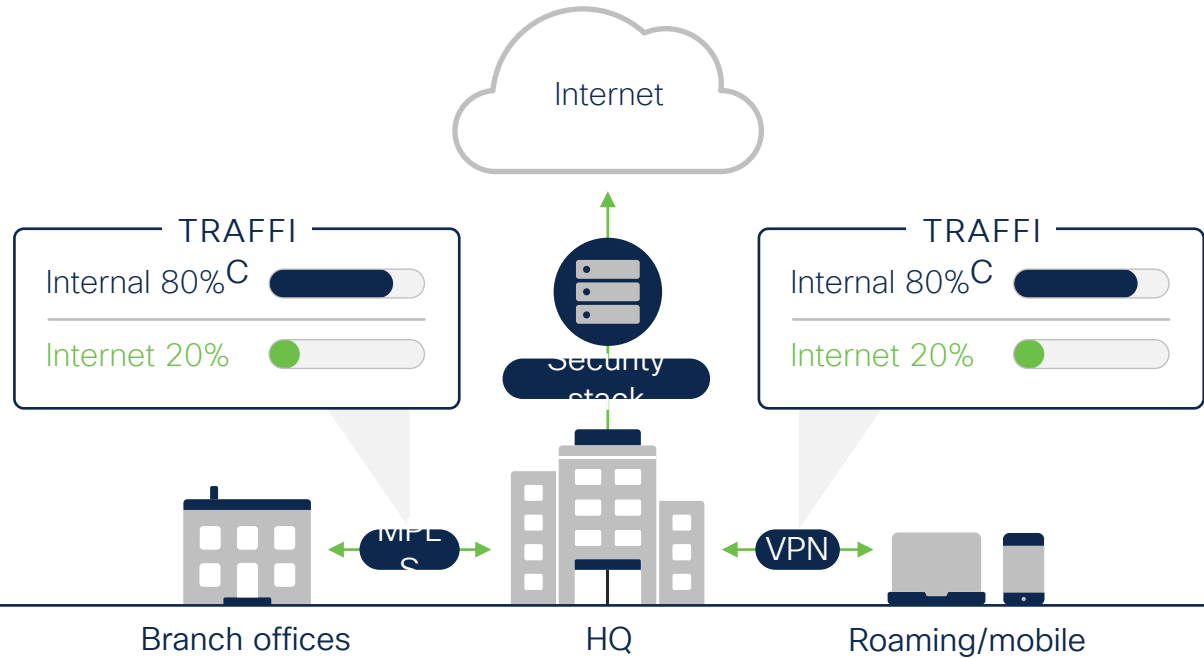 Internet
TRAFFI
C
Internal 80%
Internet 20%
TRAFFI
C
Internal 80%
Internet 20%
Security
stack
MPL
S
VPN
Branch offices
HQ
Roaming/mobile